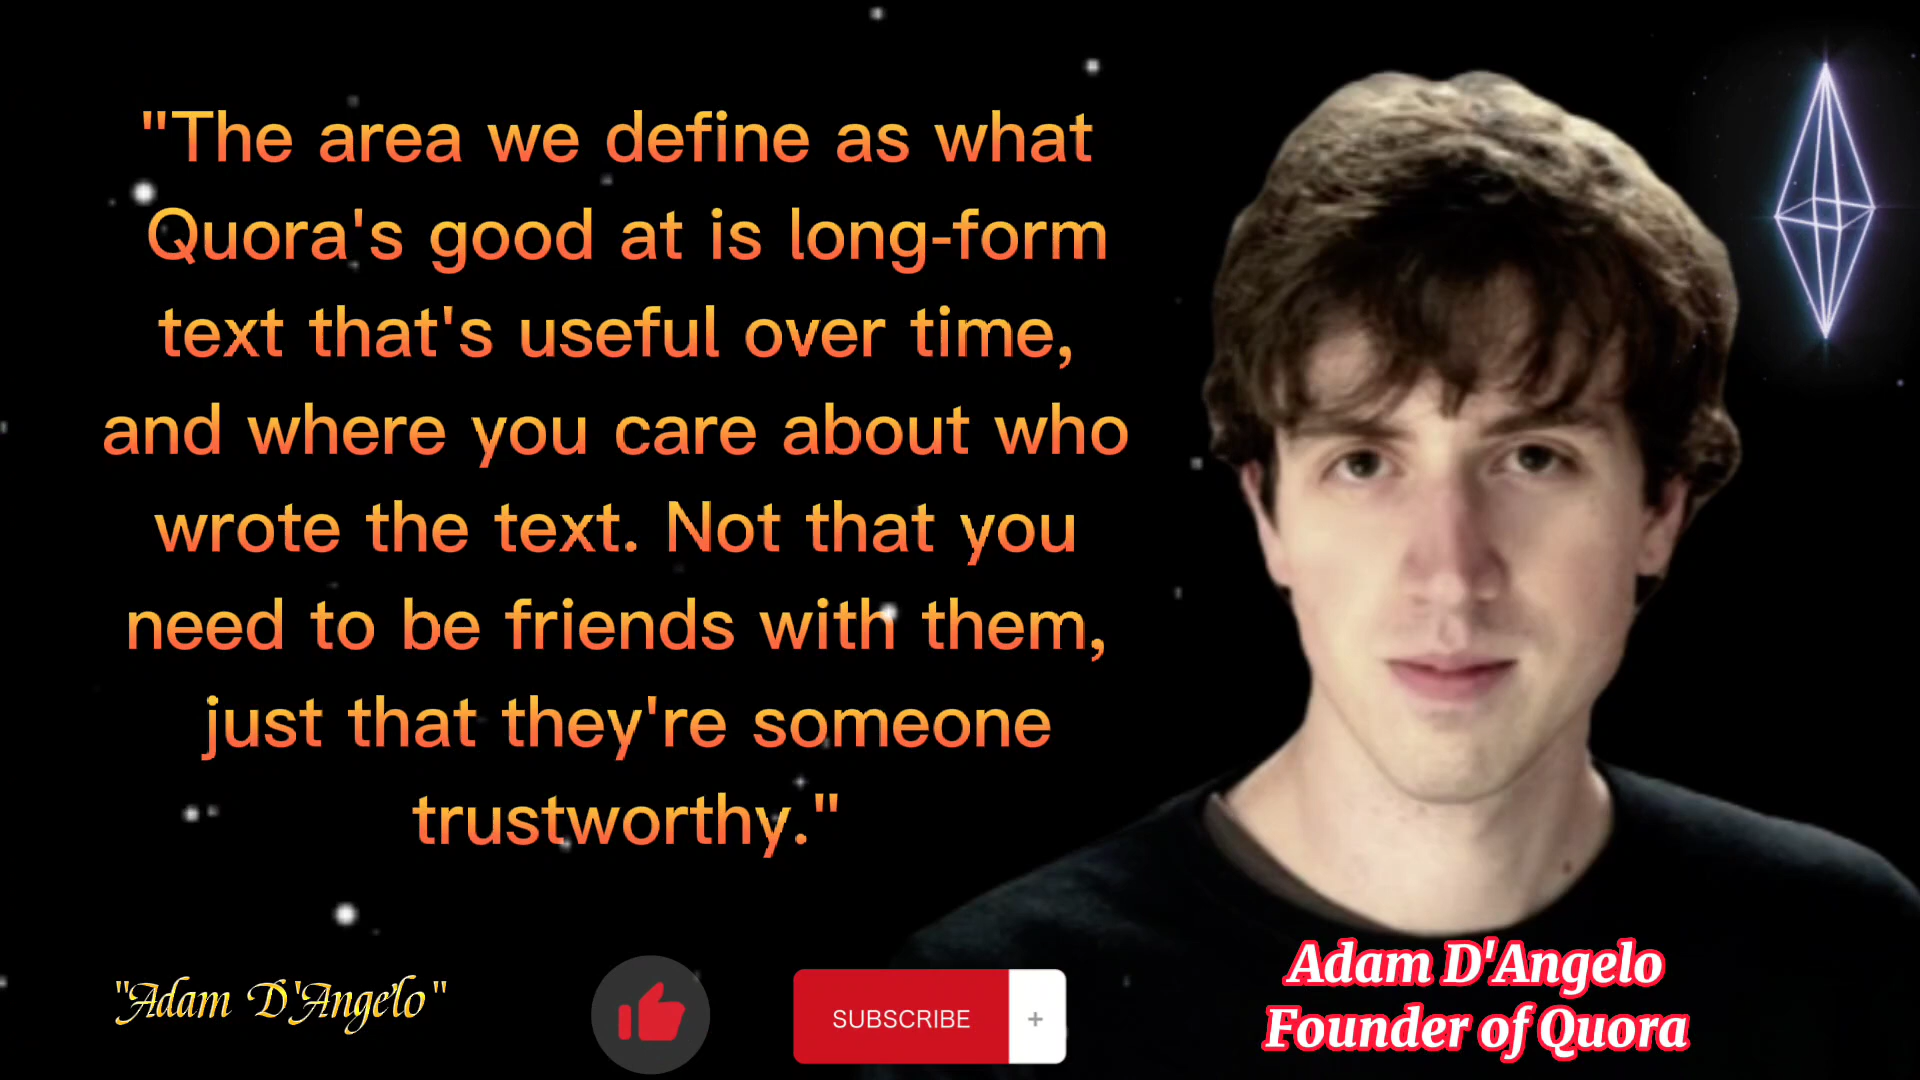 "The area we define as what
Quora's good at is long-form
text that's useful over time,
and where you care about who
wrote the text. Not that you
need to be friends with them,
just that they're someone
trustworthy."
"Adam D'Angelo"
SUBSCRIBE +
Adam D'Angelo
Founder of Quora